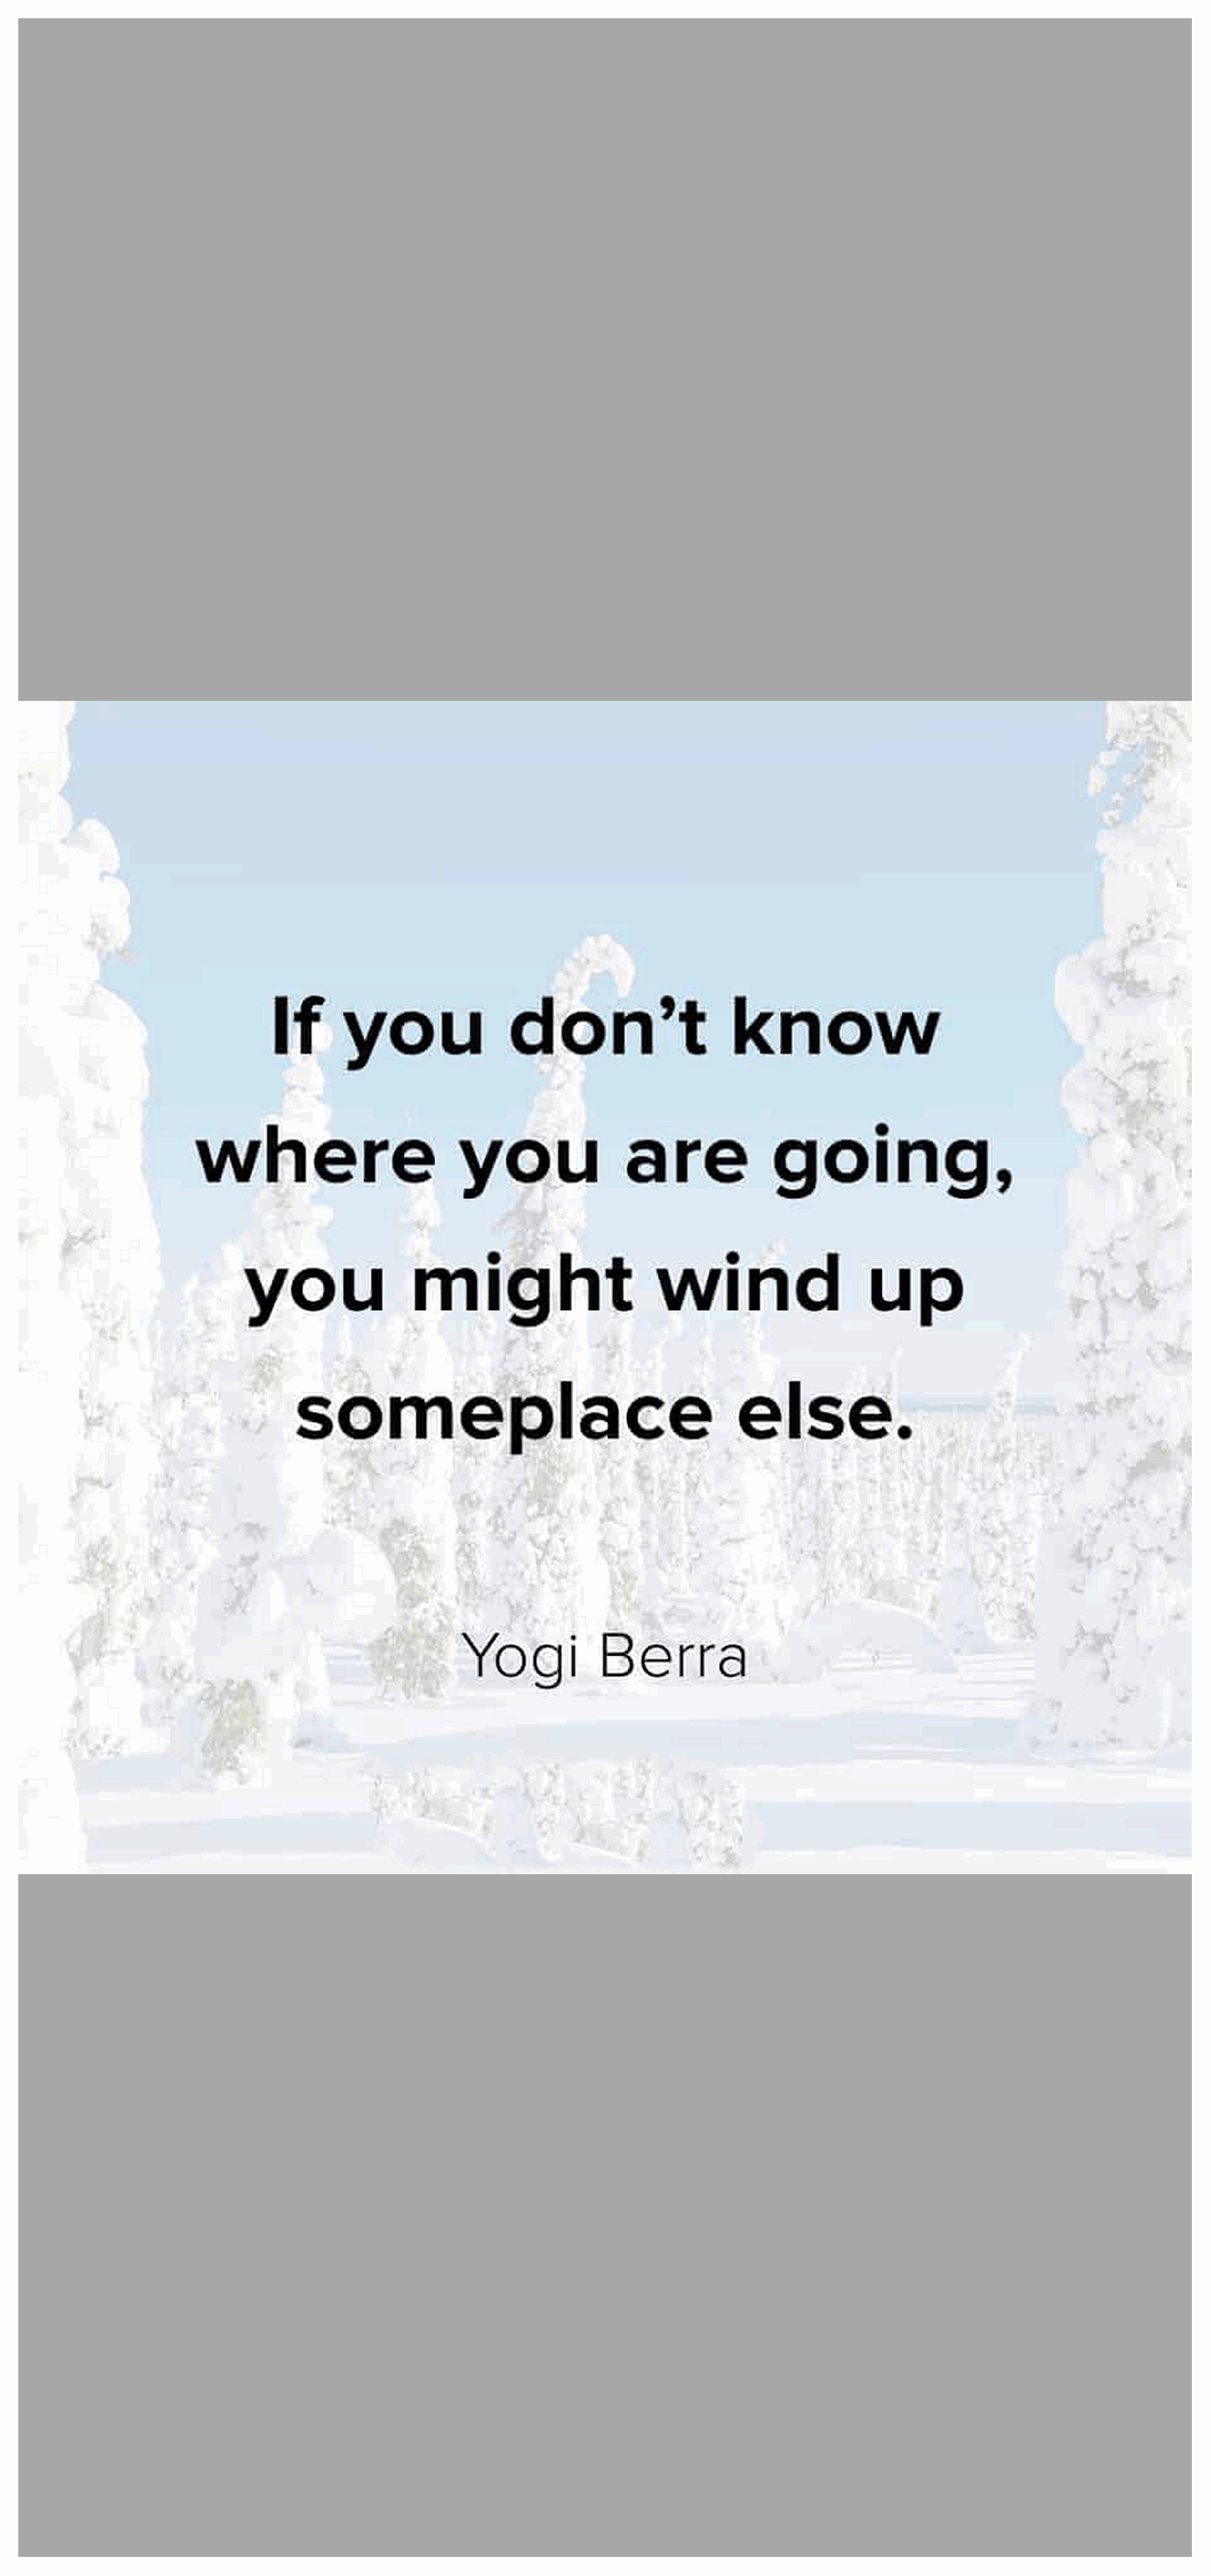 If you don’t know
where you are going,
you might wind up
someplace else.
Yogi Berra